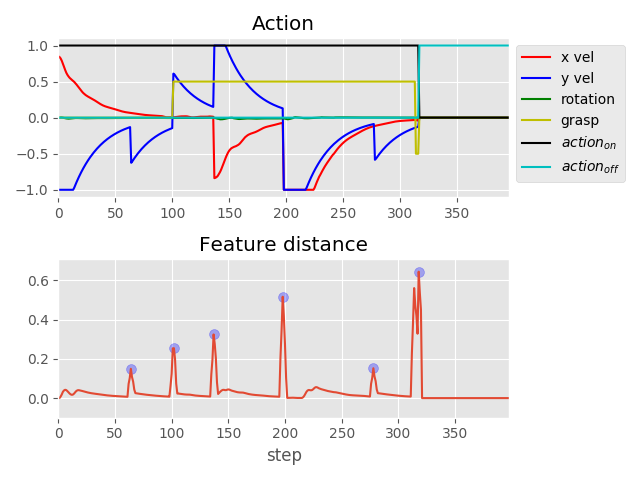 Action
1.0
0.5
0.0
−0.5
−1.0
0 50 100 150 200 250 300 350
x vel
y vel
rotation
grasp
action_on
action_off
Feature distance
0.6
0.4
0.2
0.0
0 50 100 150 200 250 300 350
step